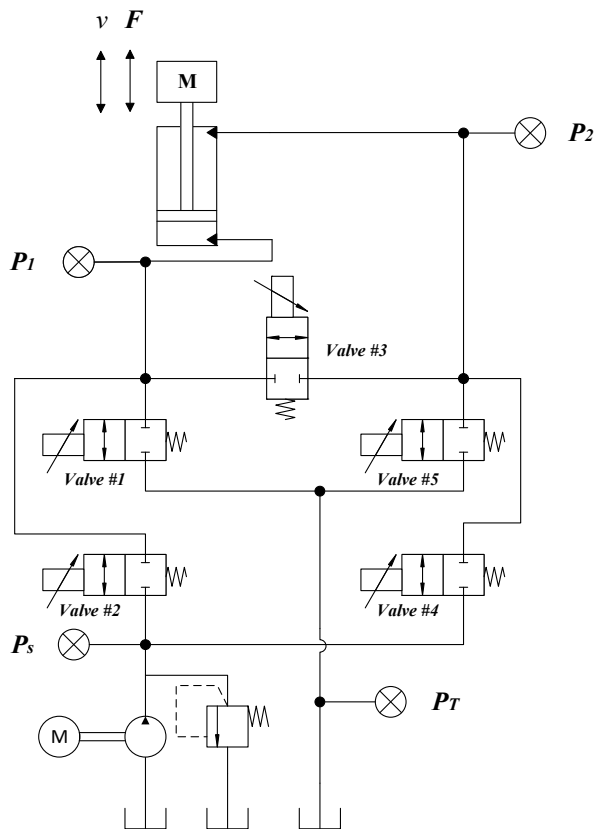 v F
M
P2
P1
Valve #3
Valve #1
Valve #5
Valve #2
Valve #4
Ps
PT
M